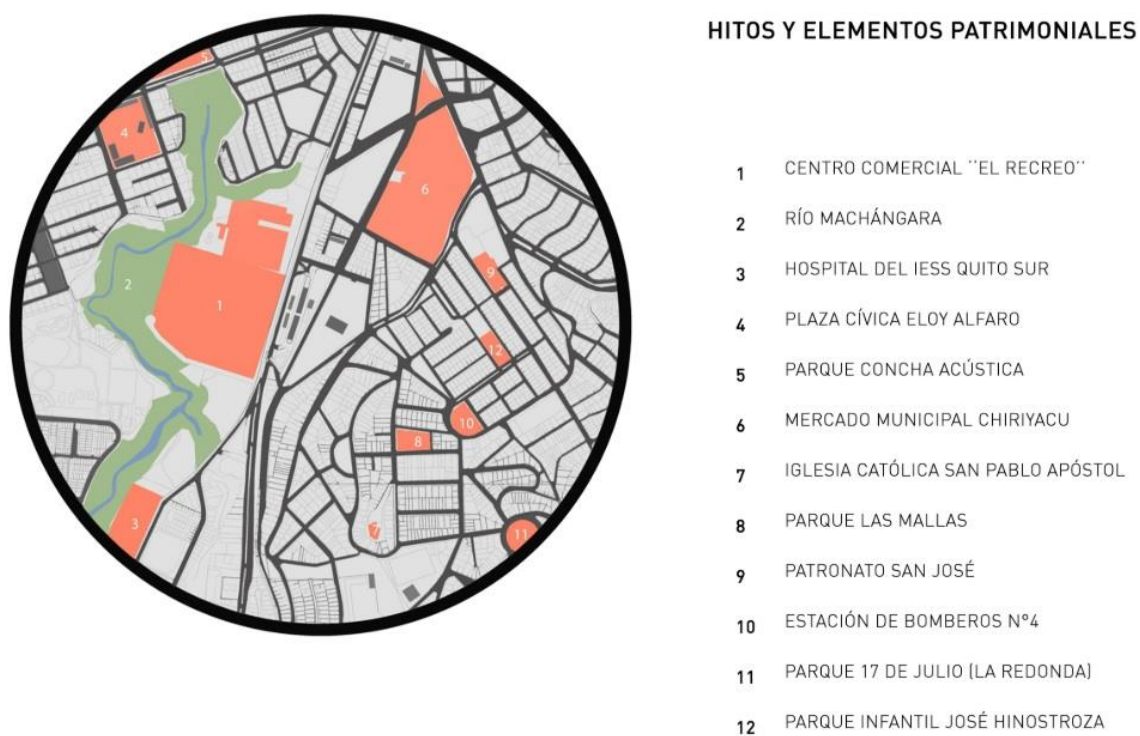 HITOS Y ELEMENTOS PATRIMONIALES
1 CENTRO COMERCIAL ¨EL RECREO¨
2 RÍO MACHÁNGARA
3 HOSPITAL DEL IESS QUITO SUR
4 PLAZA CÍVICA ELOY ALFARO
5 PARQUE CONCHA ACÚSTICA
6 MERCADO MUNICIPAL CHIRIYACU
7 IGLESIA CATÓLICA SAN PABLO APÓSTOL
8 PARQUE LAS MALLAS
9 PATRONATO SAN JOSÉ
10 ESTACIÓN DE BOMBEROS N°4
11 PARQUE 17 DE JULIO (LA REDONDA)
12 PARQUE INFANTIL JOSÉ HINOSTROZA
5
4
6
9
2
1
12
10
8
3
7
11